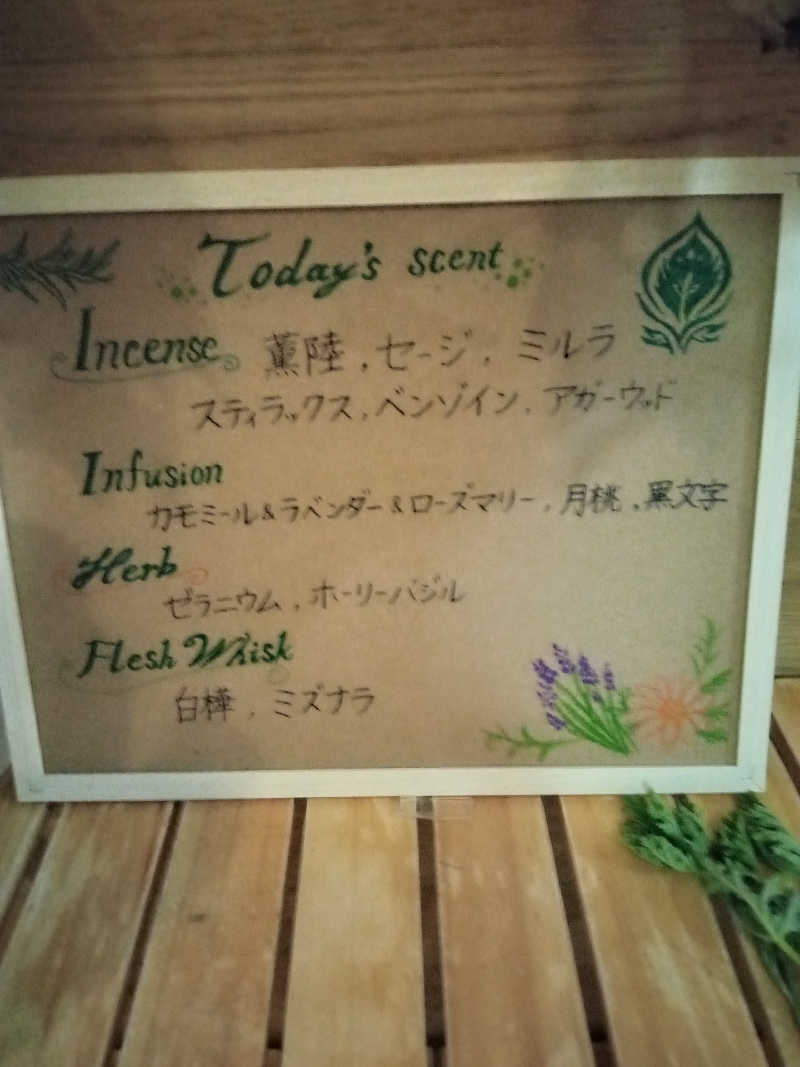 Today's scent
Incense 薫陸、セージ、ミルラ
スティラックス、ベンゾイン、アガーウッド
Infusion
カモミール&ラベンダー&ローズマリー、月桃、黒文字
Herb
ゼラニウム、ホーリーバジル
Flesh Whisk
白樺、ミズナラ